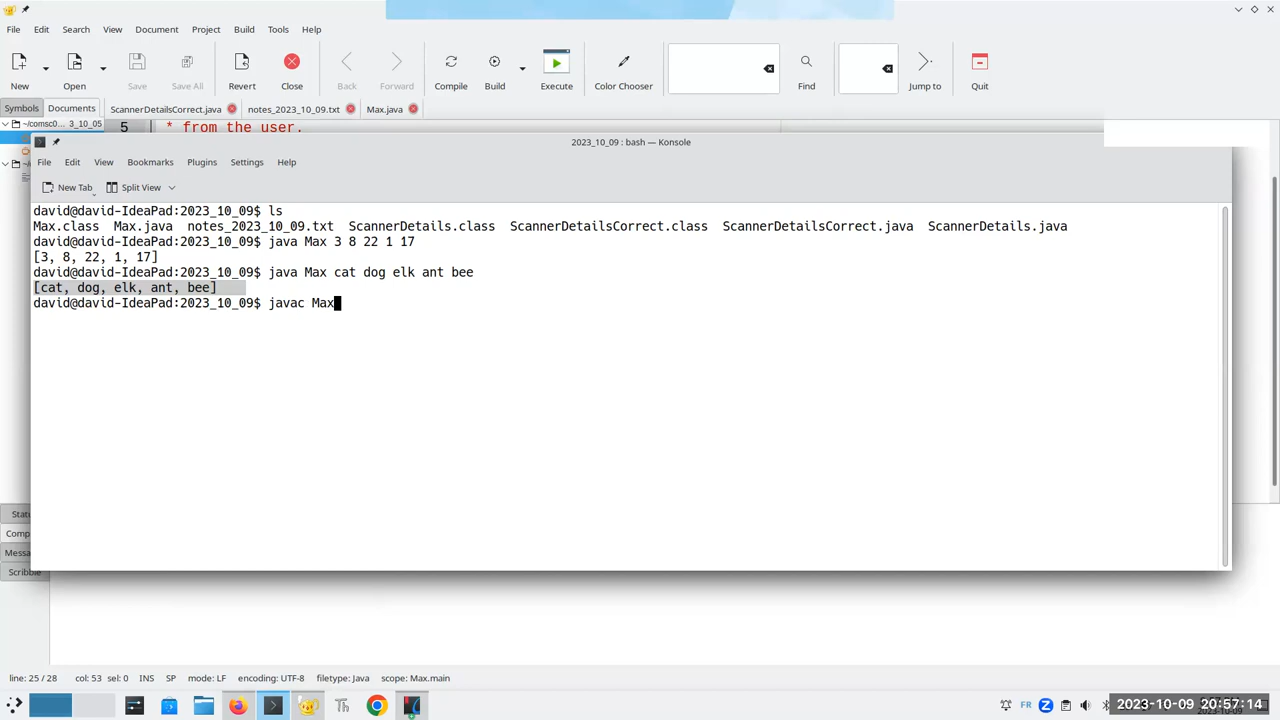 File Edit Search View Document Project Build Tools Help
New Open Save Save All Revert Close Back Forward Compile Build Execute Color Chooser Find Jump to Quit
Symbols Documents ScannerDetailsCorrect.java notes_2023_10_09.txt Max.java
~/comsc0... 3_10_05
5 * from the user.
2023_10_09 : bash — Konsole
File Edit View Bookmarks Plugins Settings Help
New Tab Split View
david@david-IdeaPad:2023_10_09$ ls
Max.class Max.java notes_2023_10_09.txt ScannerDetails.class ScannerDetailsCorrect.class ScannerDetailsCorrect.java ScannerDetails.java
david@david-IdeaPad:2023_10_09$ java Max 3 8 22 1 17
[3, 8, 22, 1, 17]
david@david-IdeaPad:2023_10_09$ java Max cat dog elk ant bee
[cat, dog, elk, ant, bee]
david@david-IdeaPad:2023_10_09$ javac Max
Statu
Comp
Messa
Scribble
line: 25 / 28 col: 53 sel: 0 INS SP mode: LF encoding: UTF-8 filetype: Java scope: Max.main
Th FR 2023-10-09 20:57:14